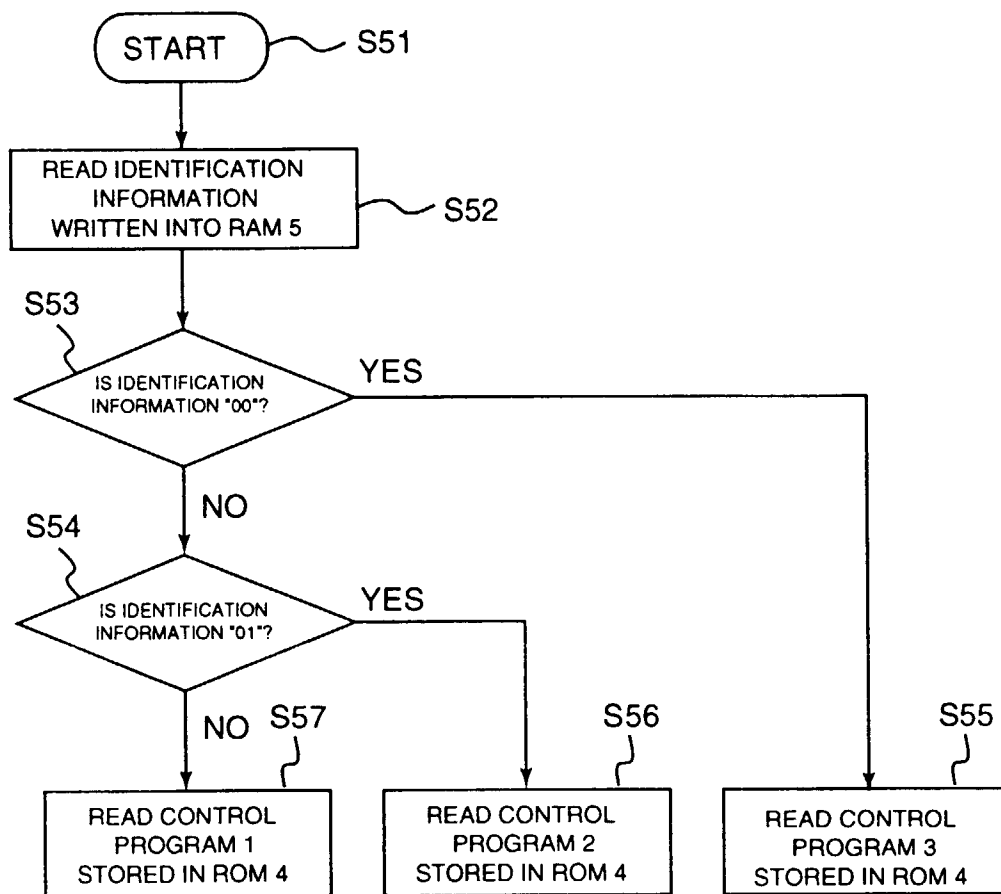 START
S51
READ IDENTIFICATION
INFORMATION
WRITTEN INTO RAM 5
S52
S53
IS IDENTIFICATION
INFORMATION "00"?
YES
NO
S54
IS IDENTIFICATION
INFORMATION "01"?
YES
NO
S57
READ CONTROL
PROGRAM 1
STORED IN ROM 4
S56
READ CONTROL
PROGRAM 2
STORED IN ROM 4
S55
READ CONTROL
PROGRAM 3
STORED IN ROM 4